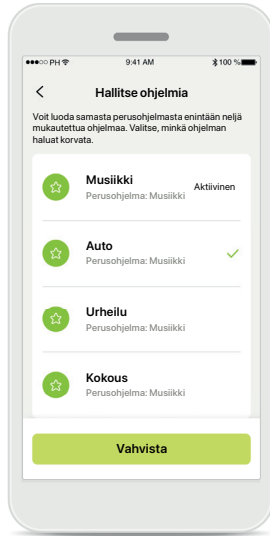 ●●●○○ PH 9:41 AM 100 %
Hallitse ohjelmia
Voit luoda samasta perusohjelmasta enintään neljä
mukautettua ohjelmaa. Valitse, minkä ohjelman
haluat korvata.
Musiikki
Aktiivinen
Perusohjelma: Musiikki
Auto
Perusohjelma: Musiikki
Urheilu
Perusohjelma: Musiikki
Kokous
Perusohjelma: Musiikki
Vahvista